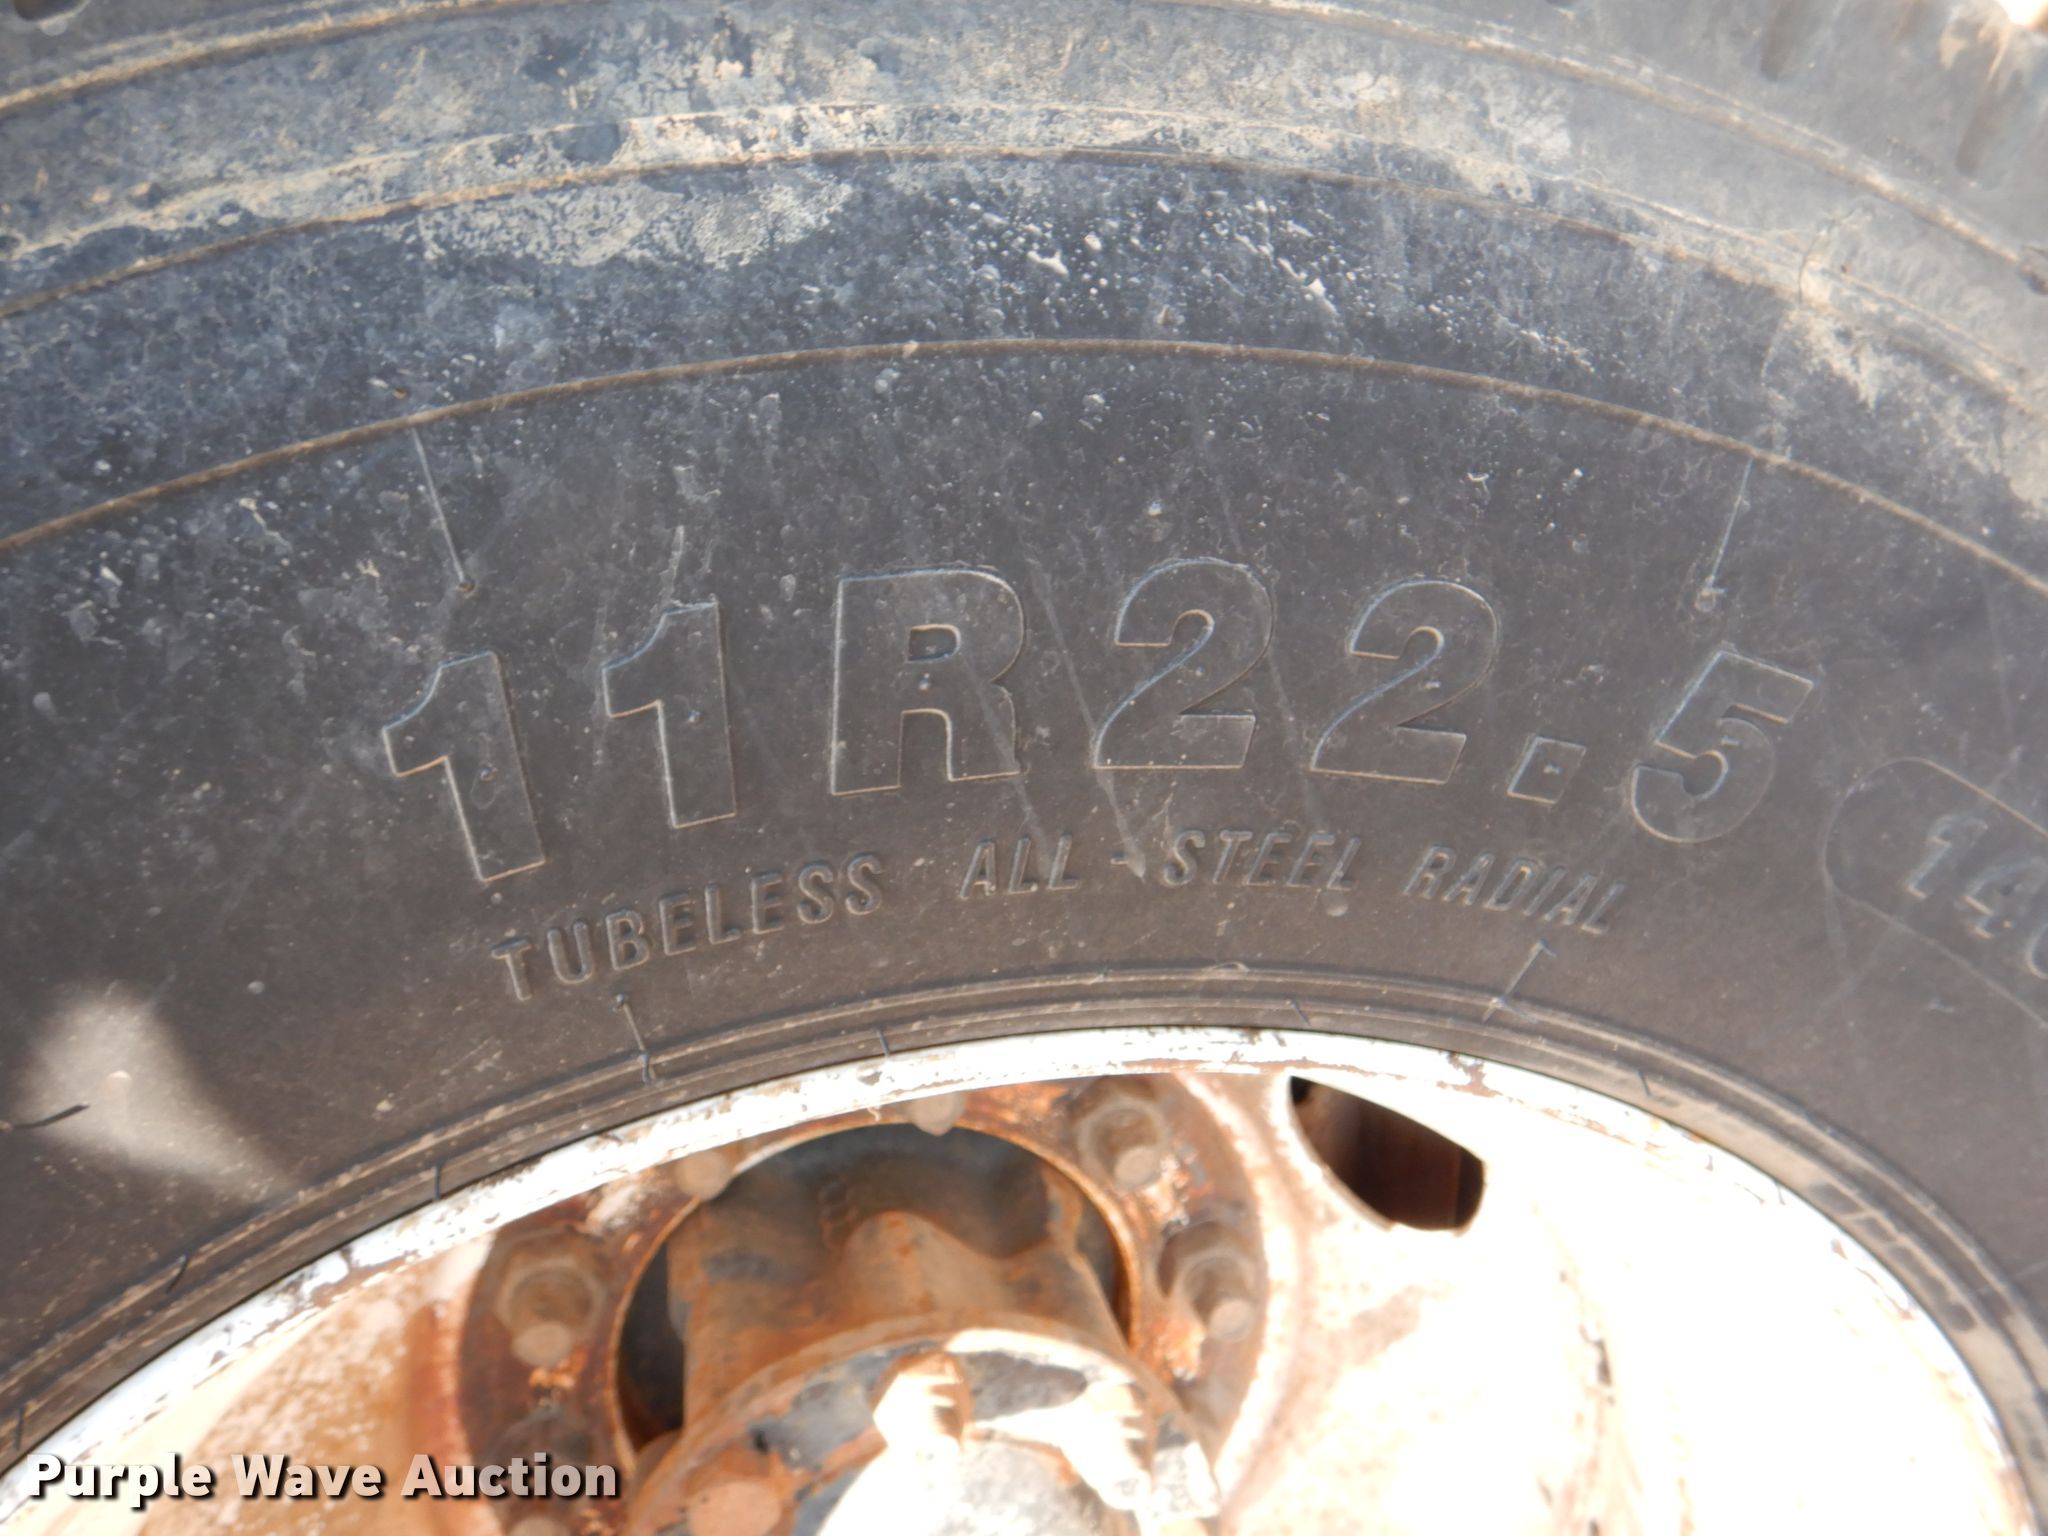 11R22.5
TUBELESS ALL-STEEL RADIAL
Purple Wave Auction